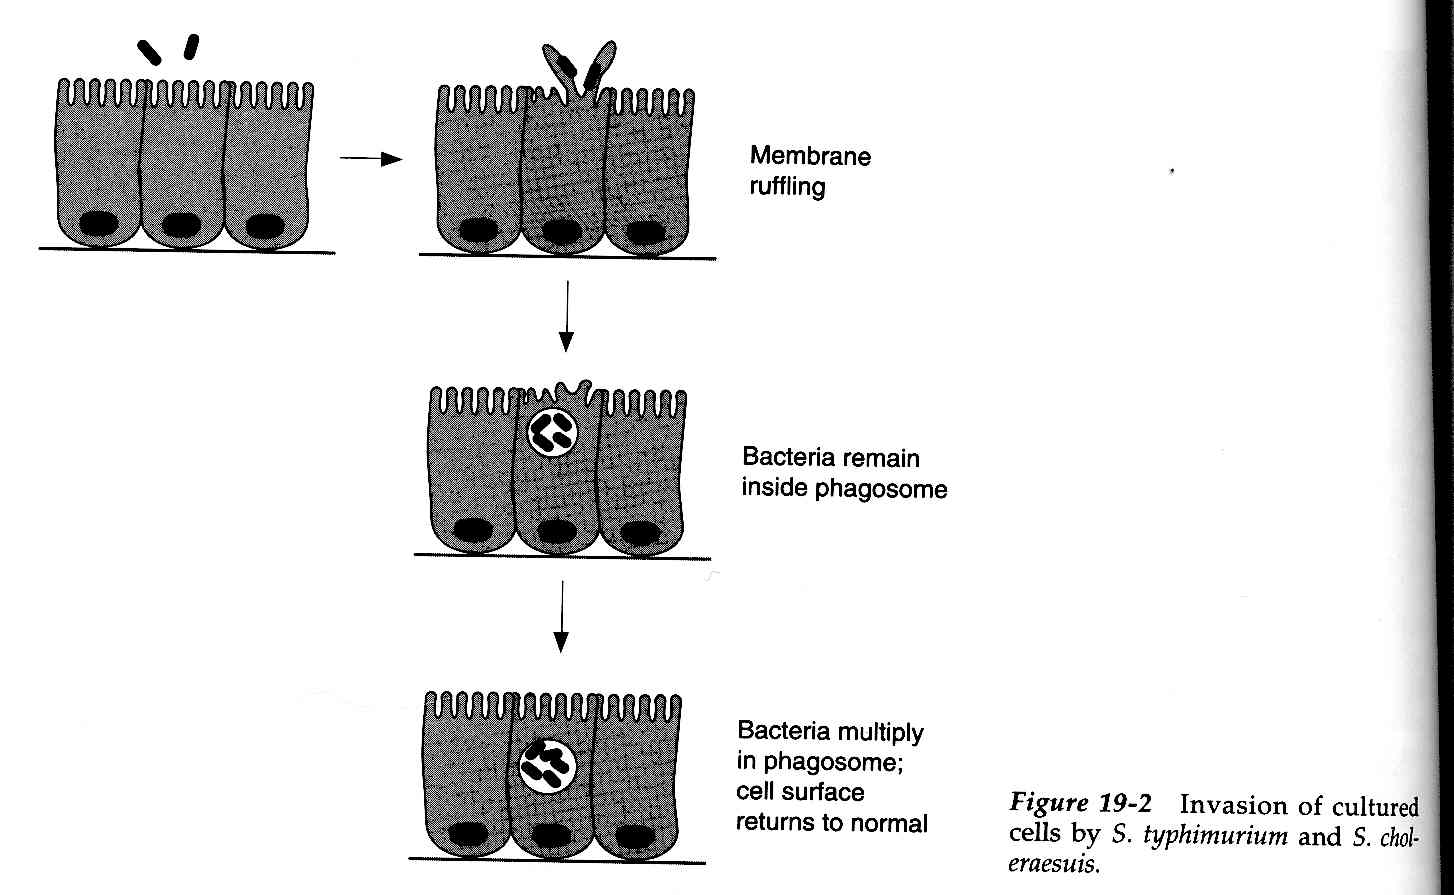 Membrane
ruffling
Bacteria remain
inside phagosome
Bacteria multiply
in phagosome;
cell surface
returns to normal
Figure 19-2 Invasion of cultured
cells by S. typhimurium and S. chol-
eraesuis.